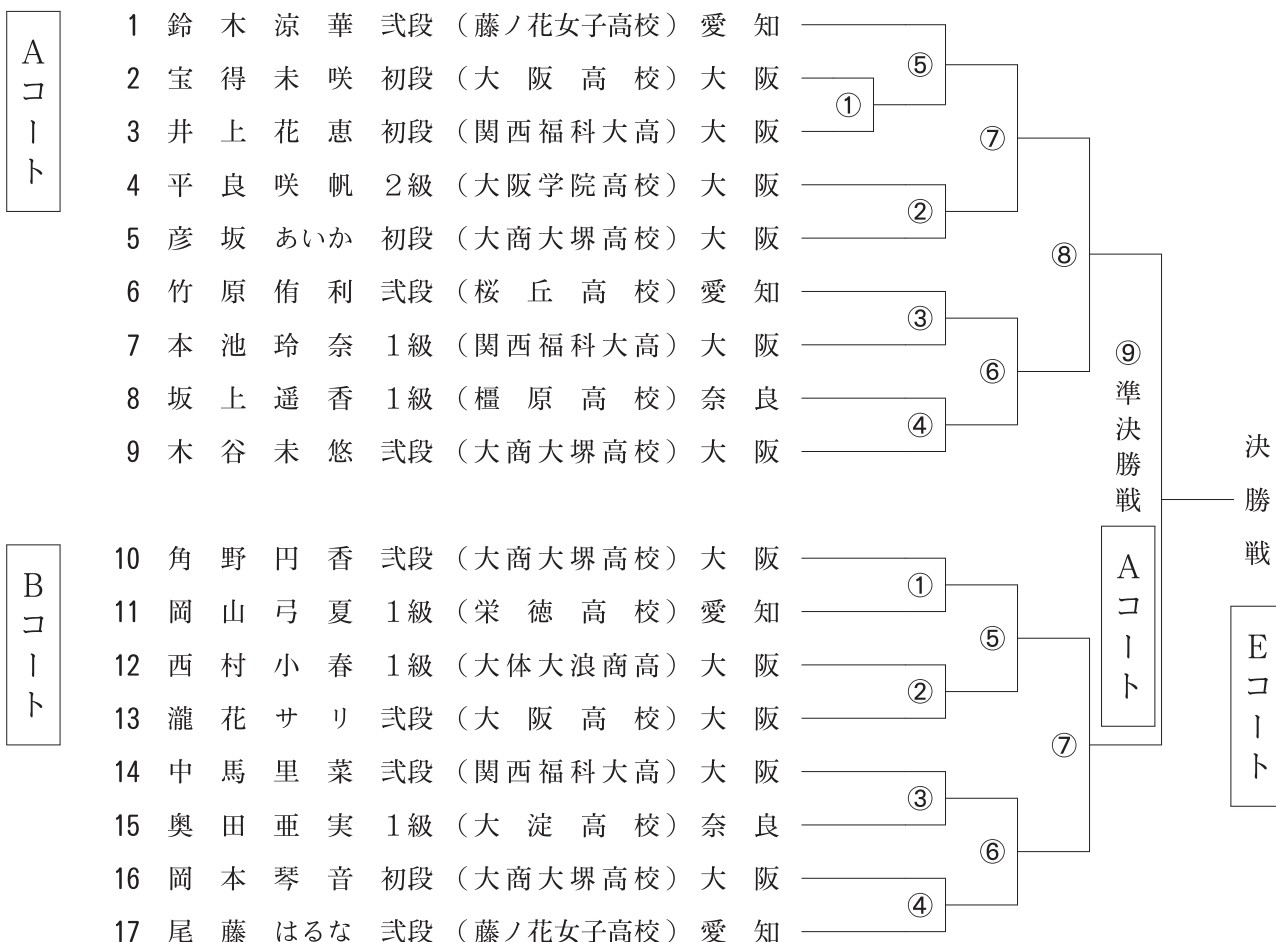 Aコート
1 鈴木涼華 弐段 (藤ノ花女子高校) 愛知
2 宝得未咲 初段 (大阪高校) 大阪
3 井上花恵 初段 (関西福科大高) 大阪
4 平良咲帆 2級 (大阪学院高校) 大阪
5 彦坂あいか 初段 (大商大堺高校) 大阪
6 竹原侑利 弐段 (桜丘高校) 愛知
7 本池玲奈 1級 (関西福科大高) 大阪
8 坂上遥香 1級 (橿原高校) 奈良
9 木谷未悠 弐段 (大商大堺高校) 大阪
⑤
①
⑦
②
⑧
③
⑥
④
Bコート
10 角野円香 弐段 (大商大堺高校) 大阪
11 岡山弓夏 1級 (栄徳高校) 愛知
12 西村小春 1級 (大体大浪商高) 大阪
13 瀧花サリ 弐段 (大阪高校) 大阪
14 中馬里菜 弐段 (関西福科大高) 大阪
15 奥田亜実 1級 (大淀高校) 奈良
16 岡本琴音 初段 (大商大堺高校) 大阪
17 尾藤はるな 弐段 (藤ノ花女子高校) 愛知
①
⑤
②
⑦
③
⑥
④
⑨準決勝戦
Aコート
決勝戦
Eコート